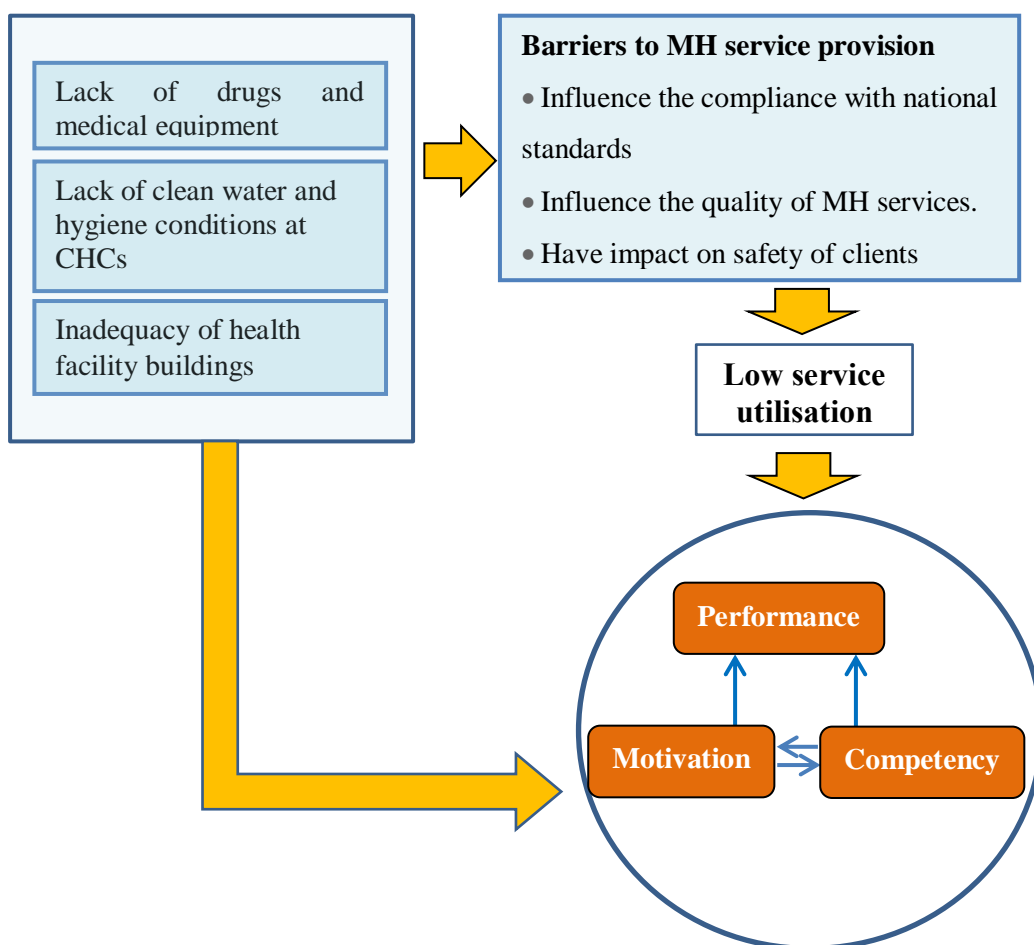 Lack of drugs and
medical equipment
Lack of clean water and
hygiene conditions at
CHCs
Inadequacy of health
facility buildings
Barriers to MH service provision
• Influence the compliance with national
standards
• Influence the quality of MH services.
• Have impact on safety of clients
Low service
utilisation
Performance
Motivation
Competency